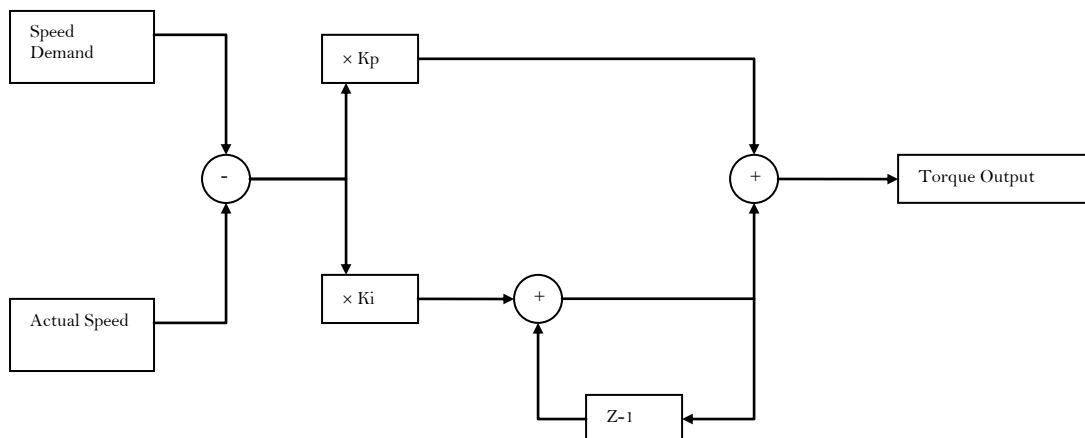 Speed
Demand
× Kp
-
+
Torque Output
Actual Speed
× Ki
+
Z-1